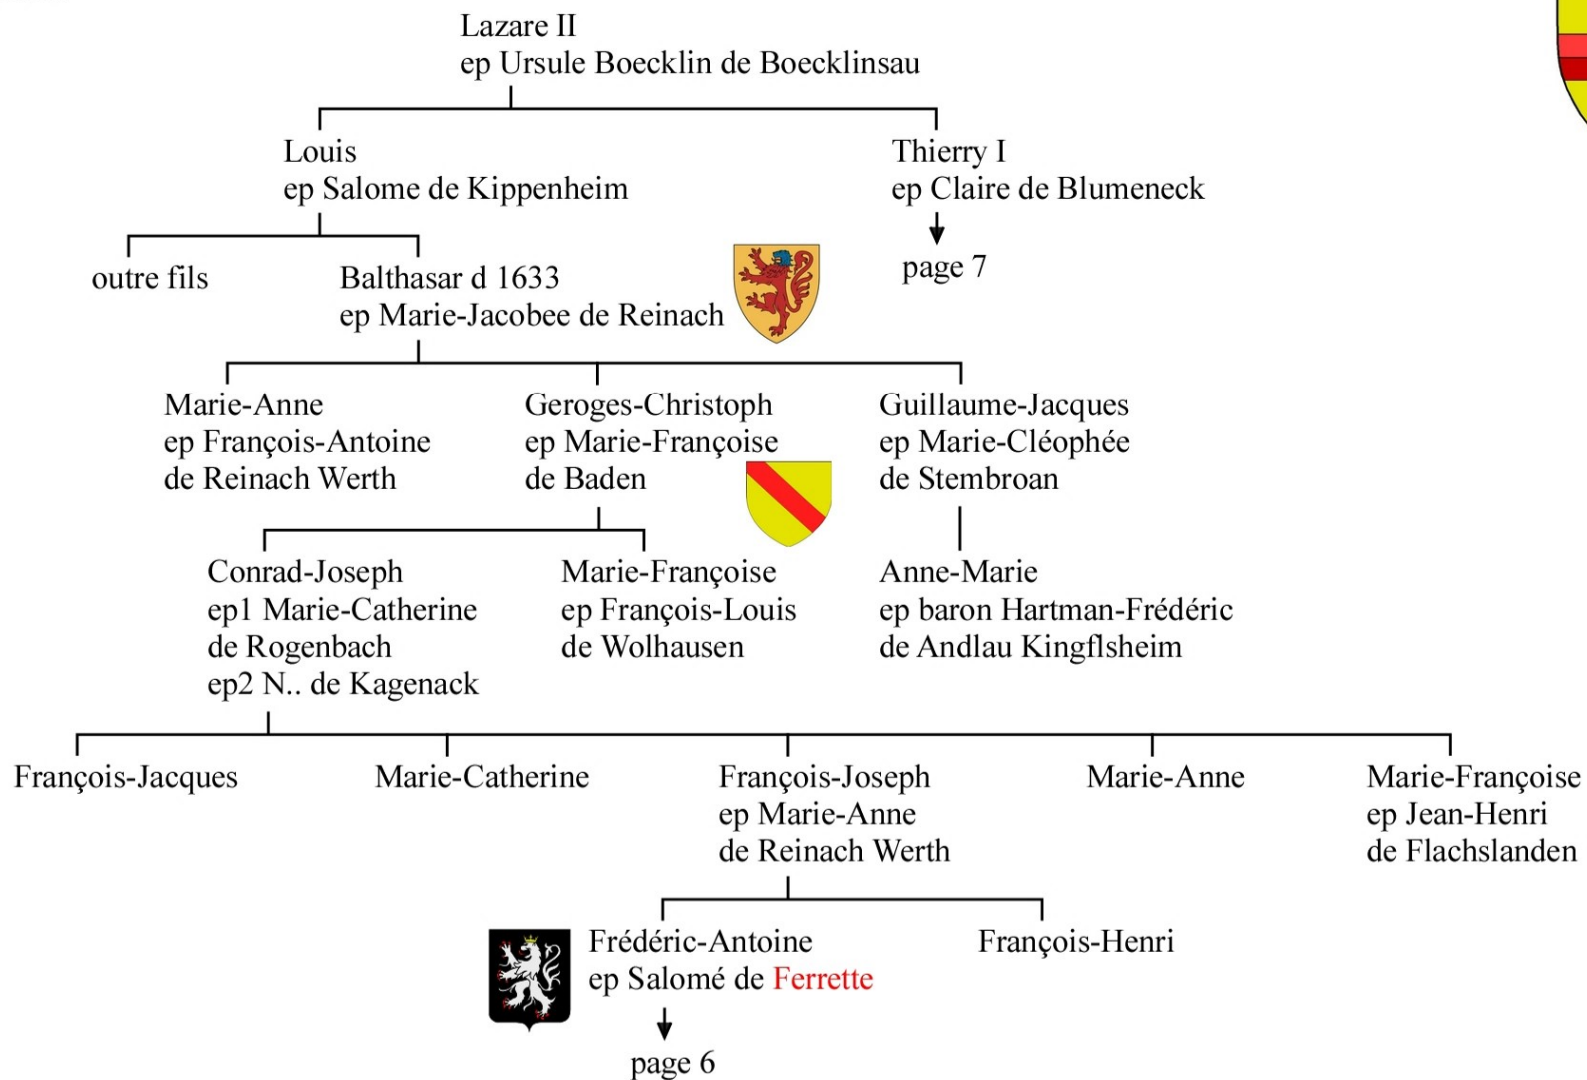 Lazare II
ep Ursule Boecklin de Boecklinsau
Louis
ep Salome de Kippenheim
Thierry I
ep Claire de Blumeneck
page 7
outre fils
Balthasar d 1633
ep Marie-Jacobee de Reinach
Marie-Anne
ep François-Antoine
de Reinach Werth
Geroges-Christoph
ep Marie-Françoise
de Baden
Guillaume-Jacques
ep Marie-Cléophée
de Stembroan
Conrad-Joseph
ep1 Marie-Catherine
de Rogenbach
ep2 N.. de Kagenack
Marie-Françoise
ep François-Louis
de Wolhausen
Anne-Marie
ep baron Hartman-Frédéric
de Andlau Kingflsheim
François-Jacques
Marie-Catherine
François-Joseph
ep Marie-Anne
de Reinach Werth
Marie-Anne
Marie-Françoise
ep Jean-Henri
de Flachslanden
Frédéric-Antoine
ep Salomé de Ferrette
page 6
François-Henri